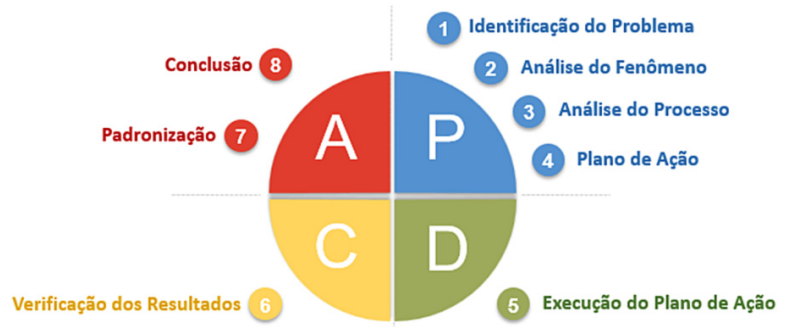 1 Identificação do Problema
2 Análise do Fenômeno
3 Análise do Processo
4 Plano de Ação
Conclusão 8
Padronização 7
A P
C D
Verificação dos Resultados 6
5 Execução do Plano de Ação